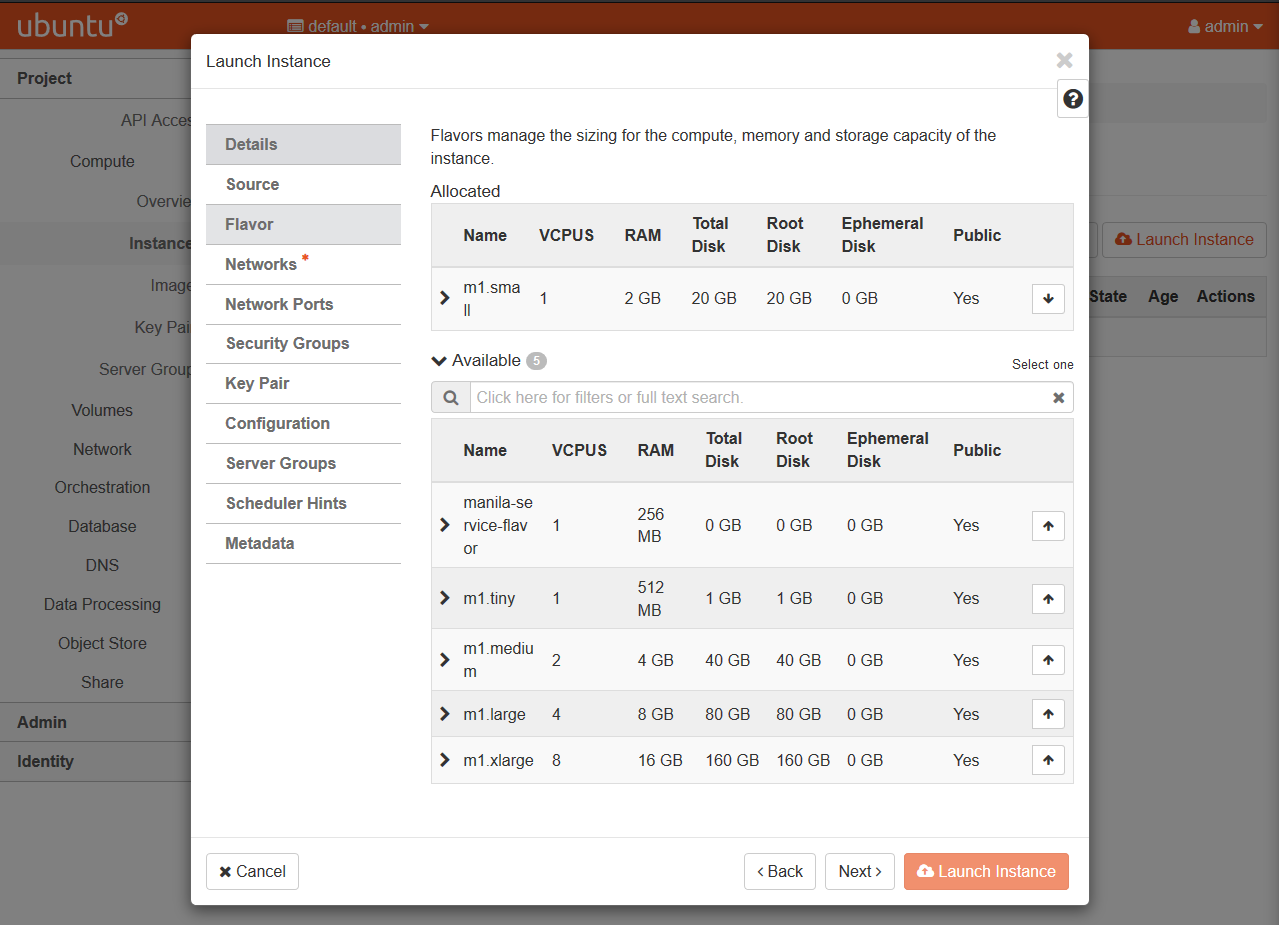 ubuntu
default • admin
admin
Project
API Acces
Compute
Overvie
Instance
Image
Key Pai
Server Group
Volumes
Network
Orchestration
Database
DNS
Data Processing
Object Store
Share
Admin
Identity
Launch Instance
State Age Actions
Launch Instance
Details
Source
Flavor
Networks *
Network Ports
Security Groups
Key Pair
Configuration
Server Groups
Scheduler Hints
Metadata
Flavors manage the sizing for the compute, memory and storage capacity of the
instance.
Allocated
Name VCPUS RAM Total Disk Root Disk Ephemeral Disk Public
m1.small 1 2 GB 20 GB 20 GB 0 GB Yes
Available 5
Select one
Click here for filters or full text search.
Name VCPUS RAM Total Disk Root Disk Ephemeral Disk Public
manila-service-flavor 1 256 MB 0 GB 0 GB 0 GB Yes
m1.tiny 1 512 MB 1 GB 1 GB 0 GB Yes
m1.medium 2 4 GB 40 GB 40 GB 0 GB Yes
m1.large 4 8 GB 80 GB 80 GB 0 GB Yes
m1.xlarge 8 16 GB 160 GB 160 GB 0 GB Yes
Cancel
‹ Back
Next ›
Launch Instance